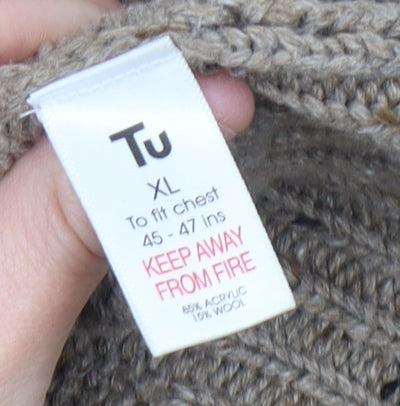 Tu
XL
To fit chest
45 - 47 ins
KEEP AWAY
FROM FIRE
85% ACRYLIC
15% WOOL